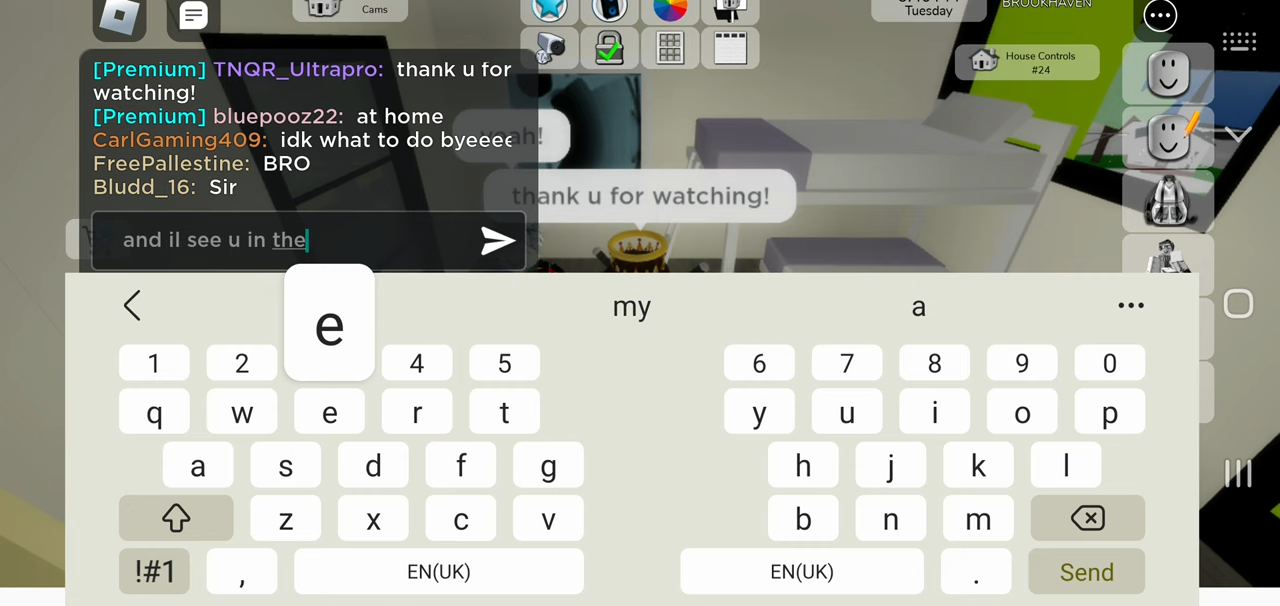 Cams
Tuesday
BROOKHAVEN
House Controls
#24
[Premium] TNQR_Ultrapro: thank u for
watching!
[Premium] bluepooz22: at home
CarlGaming409: idk what to do byeeee
FreePallestine: BRO
Bludd_16: Sir
thank u for watching!
and il see u in the
e
my
a
1 2 4 5 6 7 8 9 0
q w e r t y u i o p
a s d f g h j k l
z x c v b n m
!#1 , EN(UK) EN(UK) . Send